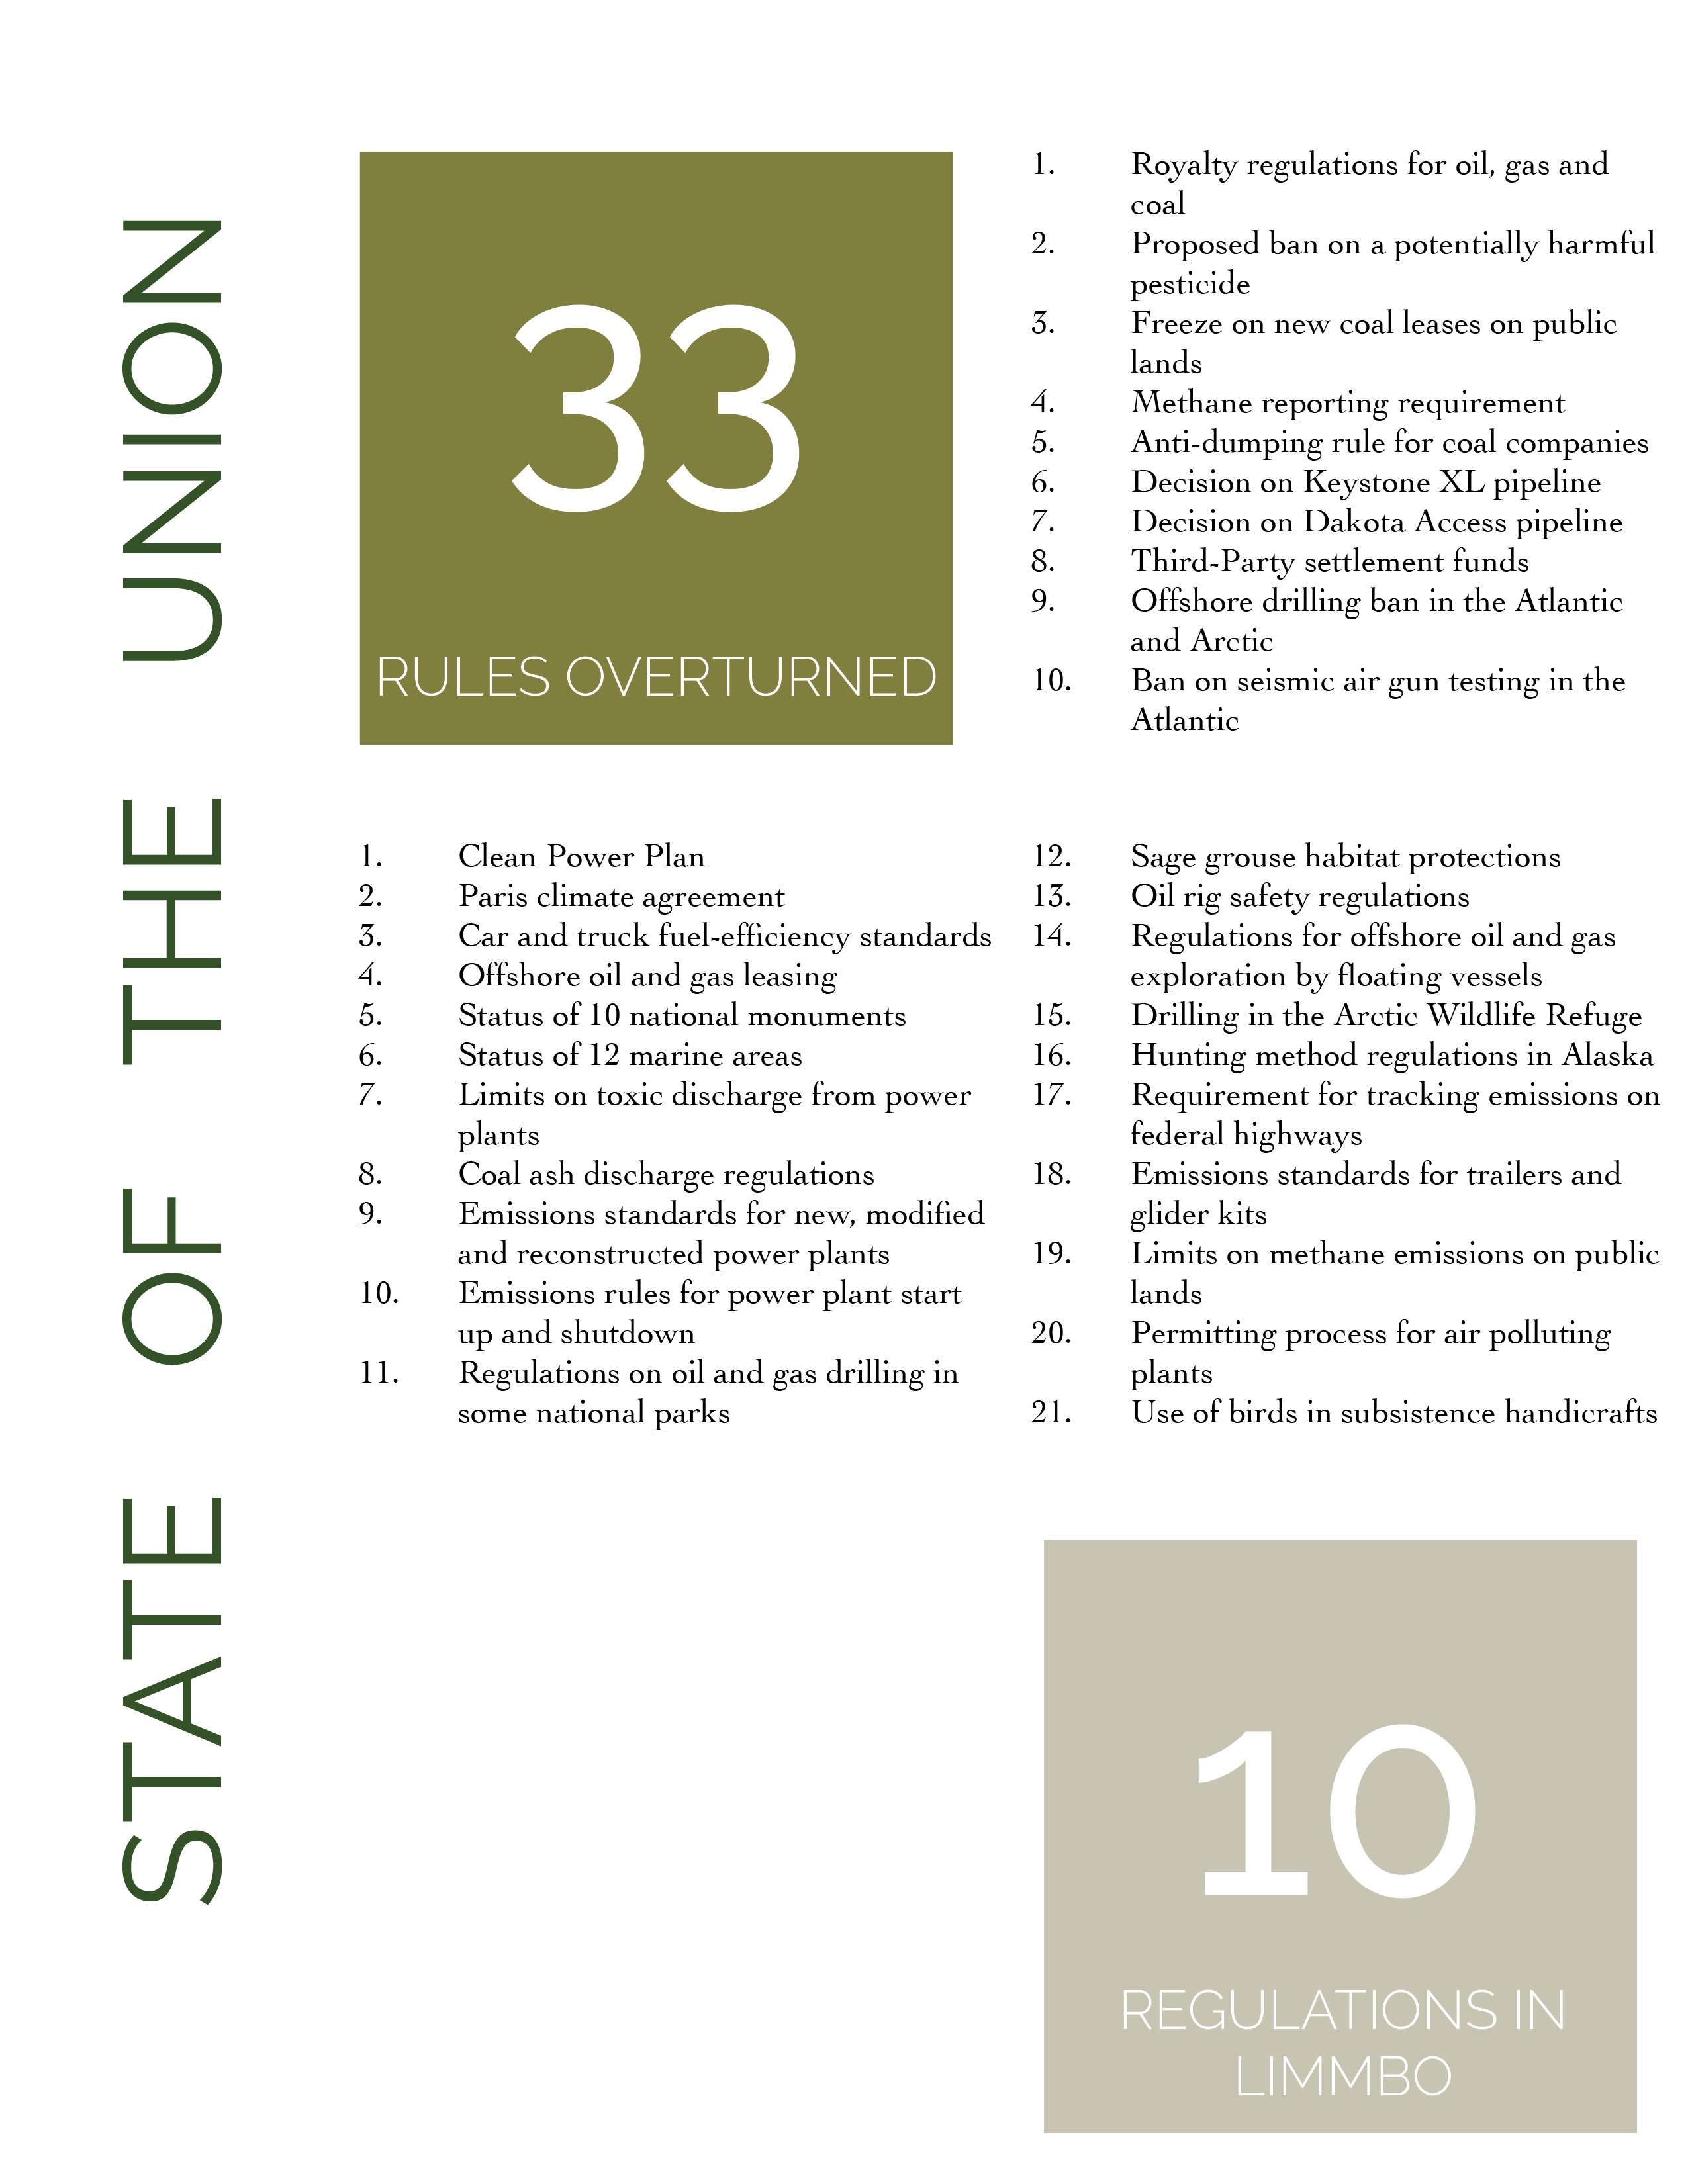 STATE OF THE UNION
33
RULES OVERTURNED
1. Royalty regulations for oil, gas and
coal
2. Proposed ban on a potentially harmful
pesticide
3. Freeze on new coal leases on public
lands
4. Methane reporting requirement
5. Anti-dumping rule for coal companies
6. Decision on Keystone XL pipeline
7. Decision on Dakota Access pipeline
8. Third-Party settlement funds
9. Offshore drilling ban in the Atlantic
and Arctic
10. Ban on seismic air gun testing in the
Atlantic
1. Clean Power Plan
2. Paris climate agreement
3. Car and truck fuel-efficiency standards
4. Offshore oil and gas leasing
5. Status of 10 national monuments
6. Status of 12 marine areas
7. Limits on toxic discharge from power
plants
8. Coal ash discharge regulations
9. Emissions standards for new, modified
and reconstructed power plants
10. Emissions rules for power plant start
up and shutdown
11. Regulations on oil and gas drilling in
some national parks
12. Sage grouse habitat protections
13. Oil rig safety regulations
14. Regulations for offshore oil and gas
exploration by floating vessels
15. Drilling in the Arctic Wildlife Refuge
16. Hunting method regulations in Alaska
17. Requirement for tracking emissions on
federal highways
18. Emissions standards for trailers and
glider kits
19. Limits on methane emissions on public
lands
20. Permitting process for air polluting
plants
21. Use of birds in subsistence handicrafts
10
REGULATIONS IN
LIMMBO